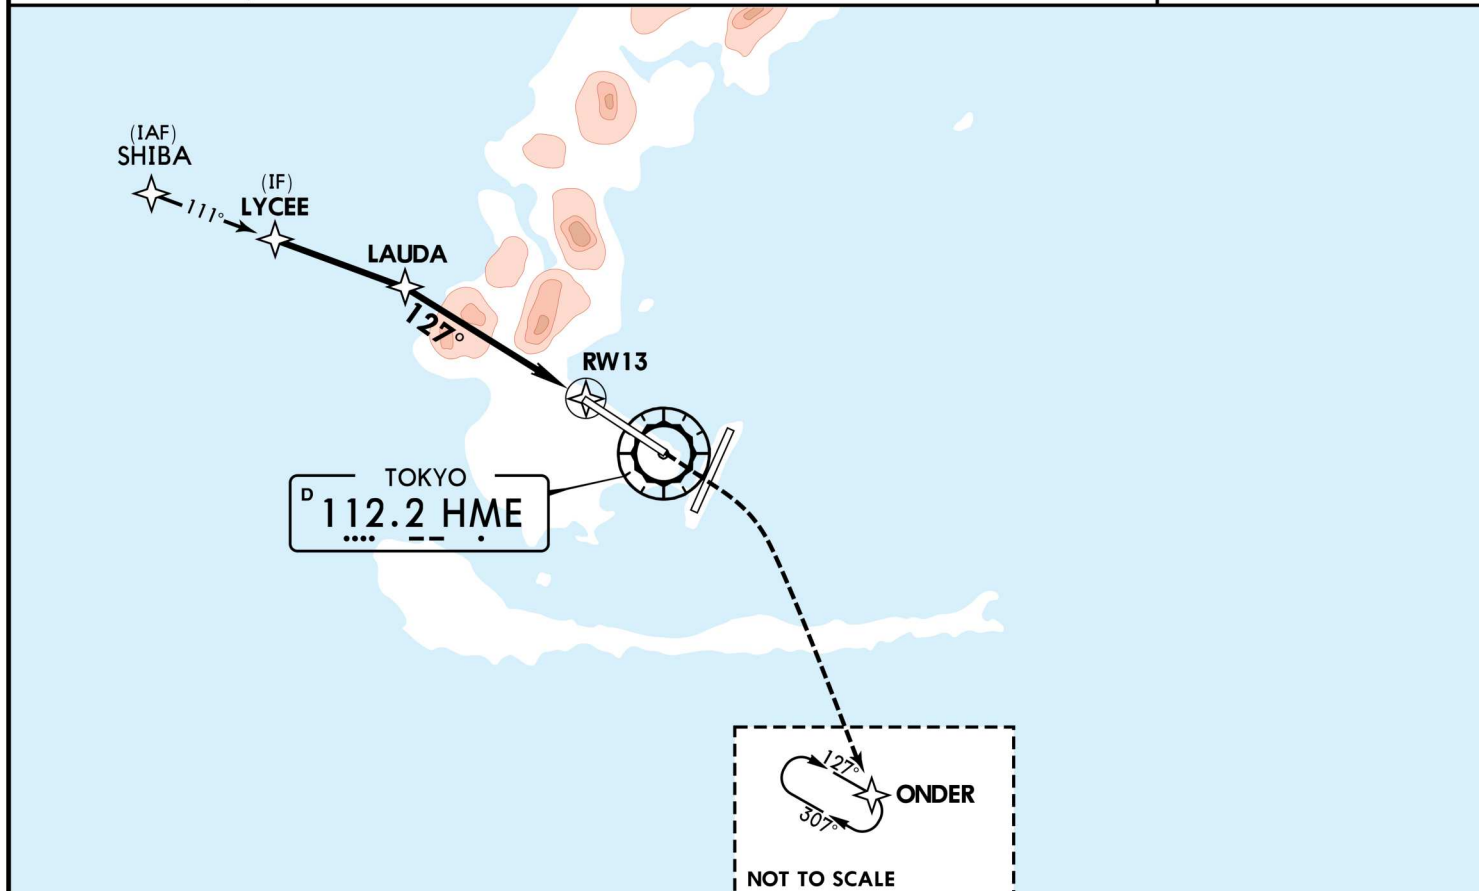 (IAF)
SHIBA
111°
(IF)
LYCEE
LAUDA
127°
RW13
TOKYO
D 112.2 HME
127°
ONDER
307°
NOT TO SCALE